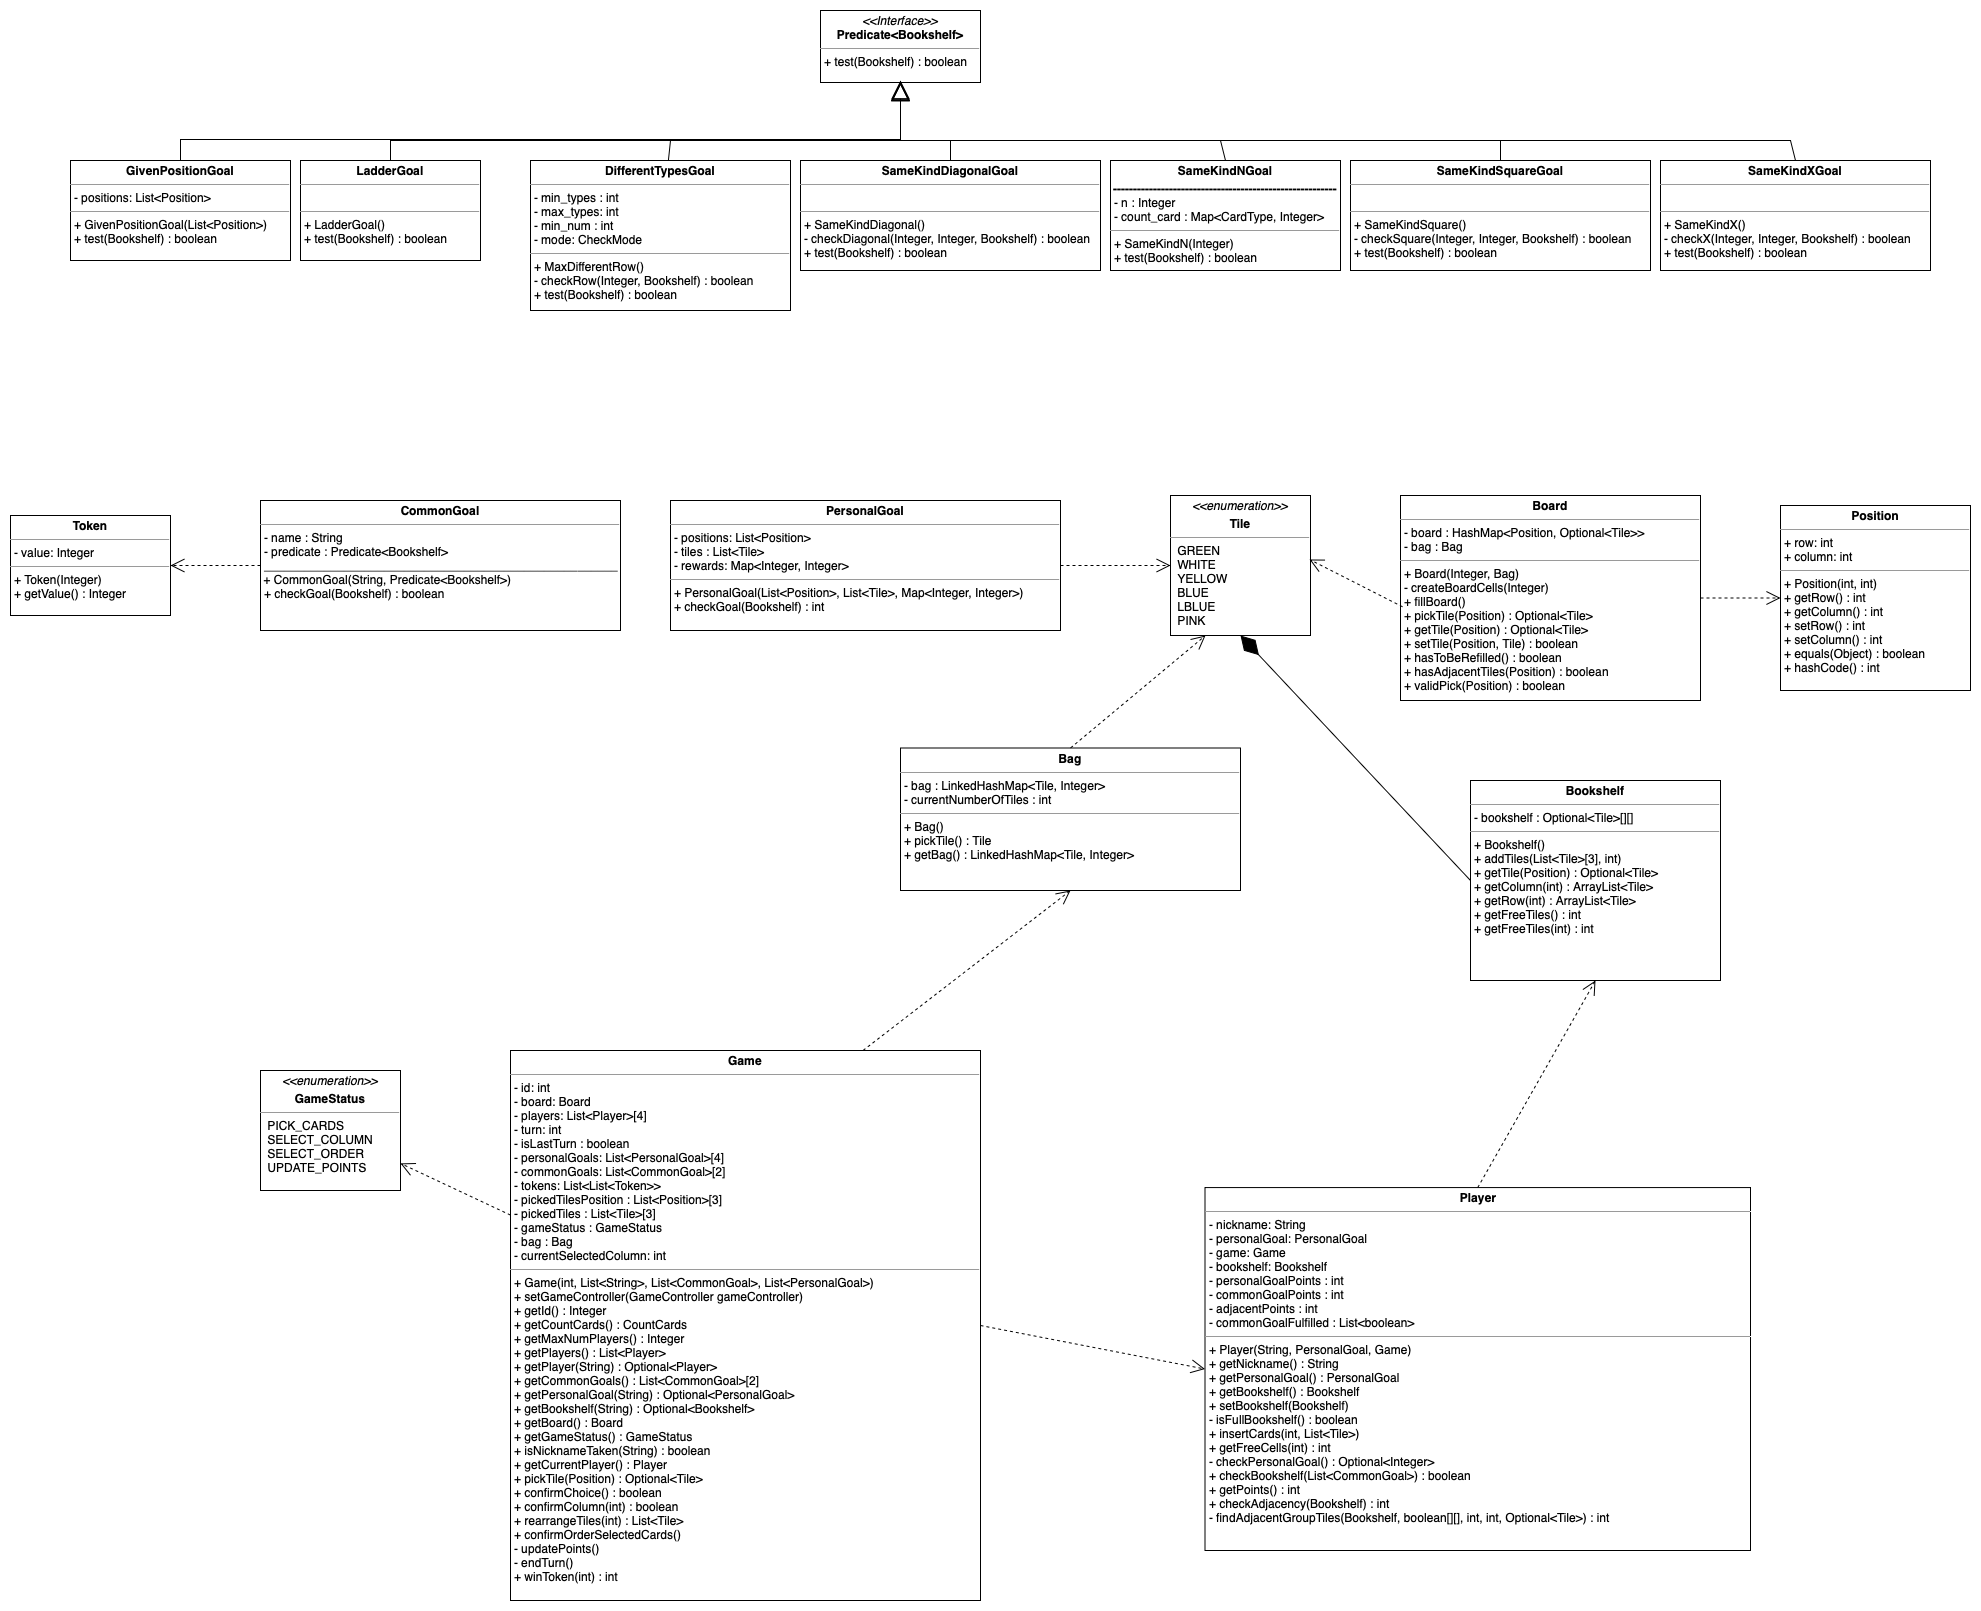 <<Interface>>
Predicate<Bookshelf>
+ test(Bookshelf) : boolean
GivenPositionGoal
- positions: List<Position>
+ GivenPositionGoal(List<Position>)
+ test(Bookshelf) : boolean
LadderGoal
+ LadderGoal()
+ test(Bookshelf) : boolean
DifferentTypesGoal
- min_types : int
- max_types: int
- min_num : int
- mode: CheckMode
+ MaxDifferentRow()
- checkRow(Integer, Bookshelf) : boolean
+ test(Bookshelf) : boolean
SameKindDiagonalGoal
+ SameKindDiagonal()
- checkDiagonal(Integer, Integer, Bookshelf) : boolean
+ test(Bookshelf) : boolean
SameKindNGoal
- n : Integer
- count_card : Map<CardType, Integer>
+ SameKindN(Integer)
+ test(Bookshelf) : boolean
SameKindSquareGoal
+ SameKindSquare()
- checkSquare(Integer, Integer, Bookshelf) : boolean
+ test(Bookshelf) : boolean
SameKindXGoal
+ SameKindX()
- checkX(Integer, Integer, Bookshelf) : boolean
+ test(Bookshelf) : boolean
Token
- value: Integer
+ Token(Integer)
+ getValue() : Integer
CommonGoal
- name : String
- predicate : Predicate<Bookshelf>
+ CommonGoal(String, Predicate<Bookshelf>)
+ checkGoal(Bookshelf) : boolean
PersonalGoal
- positions: List<Position>
- tiles : List<Tile>
- rewards: Map<Integer, Integer>
+ PersonalGoal(List<Position>, List<Tile>, Map<Integer, Integer>)
+ checkGoal(Bookshelf) : int
<<enumeration>>
Tile
GREEN
WHITE
YELLOW
BLUE
LBLUE
PINK
Board
- board : HashMap<Position, Optional<Tile>>
- bag : Bag
+ Board(Integer, Bag)
- createBoardCells(Integer)
+ fillBoard()
+ pickTile(Position) : Optional<Tile>
+ getTile(Position) : Optional<Tile>
+ setTile(Position, Tile) : boolean
+ hasToBeRefilled() : boolean
+ hasAdjacentTiles(Position) : boolean
+ validPick(Position) : boolean
Position
+ row: int
+ column: int
+ Position(int, int)
+ getRow() : int
+ getColumn() : int
+ setRow() : int
+ setColumn() : int
+ equals(Object) : boolean
+ hashCode() : int
Bag
- bag : LinkedHashMap<Tile, Integer>
- currentNumberOfTiles : int
+ Bag()
+ pickTile() : Tile
+ getBag() : LinkedHashMap<Tile, Integer>
Bookshelf
- bookshelf : Optional<Tile>[][]
+ Bookshelf()
+ addTiles(List<Tile>[3], int)
+ getTile(Position) : Optional<Tile>
+ getColumn(int) : ArrayList<Tile>
+ getRow(int) : ArrayList<Tile>
+ getFreeTiles() : int
+ getFreeTiles(int) : int
<<enumeration>>
GameStatus
PICK_CARDS
SELECT_COLUMN
SELECT_ORDER
UPDATE_POINTS
Game
- id: int
- board: Board
- players: List<Player>[4]
- turn: int
- isLastTurn : boolean
- personalGoals: List<PersonalGoal>[4]
- commonGoals: List<CommonGoal>[2]
- tokens: List<List<Token>>
- pickedTilesPosition : List<Position>[3]
- pickedTiles : List<Tile>[3]
- gameStatus : GameStatus
- bag : Bag
- currentSelectedColumn: int
+ Game(int, List<String>, List<CommonGoal>, List<PersonalGoal>)
+ setGameController(GameController gameController)
+ getId() : Integer
+ getCountCards() : CountCards
+ getMaxNumPlayers() : Integer
+ getPlayers() : List<Player>
+ getPlayer(String) : Optional<Player>
+ getCommonGoals() : List<CommonGoal>[2]
+ getPersonalGoal(String) : Optional<PersonalGoal>
+ getBookshelf(String) : Optional<Bookshelf>
+ getBoard() : Board
+ getGameStatus() : GameStatus
+ isNicknameTaken(String) : boolean
+ getCurrentPlayer() : Player
+ pickTile(Position) : Optional<Tile>
+ confirmChoice() : boolean
+ confirmColumn(int) : boolean
+ rearrangeTiles(int) : List<Tile>
+ confirmOrderSelectedCards()
- updatePoints()
- endTurn()
+ winToken(int) : int
Player
- nickname: String
- personalGoal: PersonalGoal
- game: Game
- bookshelf: Bookshelf
- personalGoalPoints : int
- commonGoalPoints : int
- adjacentPoints : int
- commonGoalFulfilled : List<boolean>
+ Player(String, PersonalGoal, Game)
+ getNickname() : String
+ getPersonalGoal() : PersonalGoal
+ getBookshelf() : Bookshelf
+ setBookshelf(Bookshelf)
- isFullBookshelf() : boolean
+ insertCards(int, List<Tile>)
+ getFreeCells(int) : int
- checkPersonalGoal() : Optional<Integer>
+ checkBookshelf(List<CommonGoal>) : boolean
+ getPoints() : int
+ checkAdjacency(Bookshelf) : int
- findAdjacentGroupTiles(Bookshelf, boolean[][], int, int, Optional<Tile>) : int